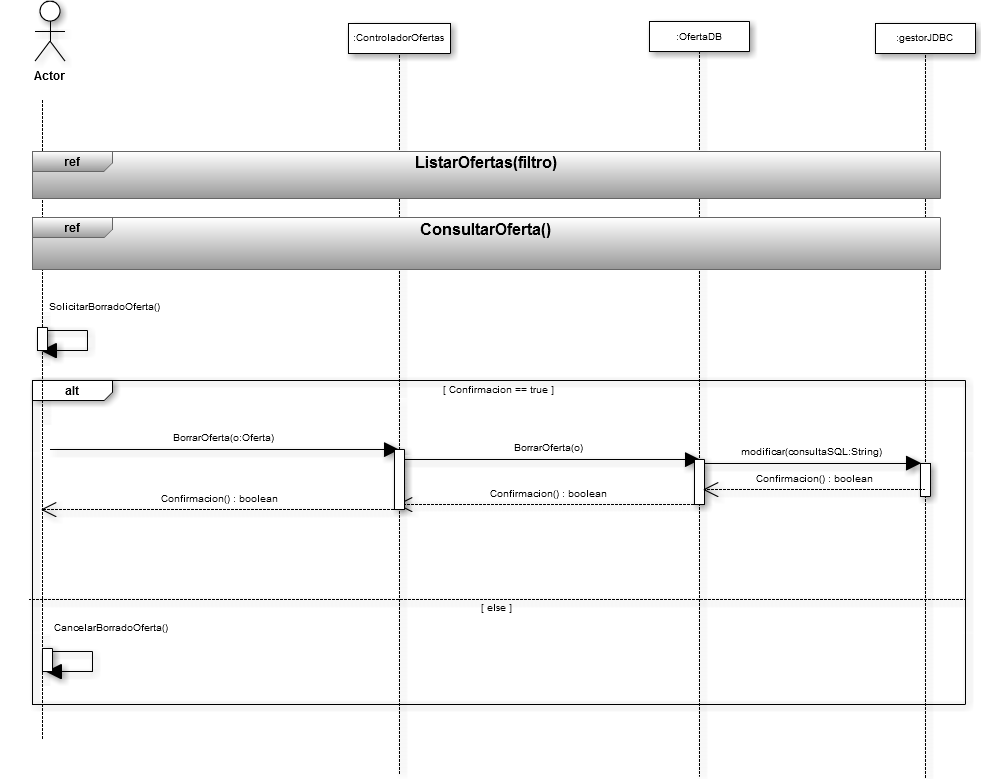 :ControladorOfertas
:OfertaDB
:gestorJDBC
Actor
ref
ListarOfertas(filtro)
ref
ConsultarOferta()
SolicitarBorradoOferta()
alt
[ Confirmacion == true ]
BorrarOferta(o:Oferta)
BorrarOferta(o)
modificar(consultaSQL:String)
Confirmacion() : boolean
Confirmacion() : boolean
Confirmacion() : boolean
[ else ]
CancelarBorradoOferta()